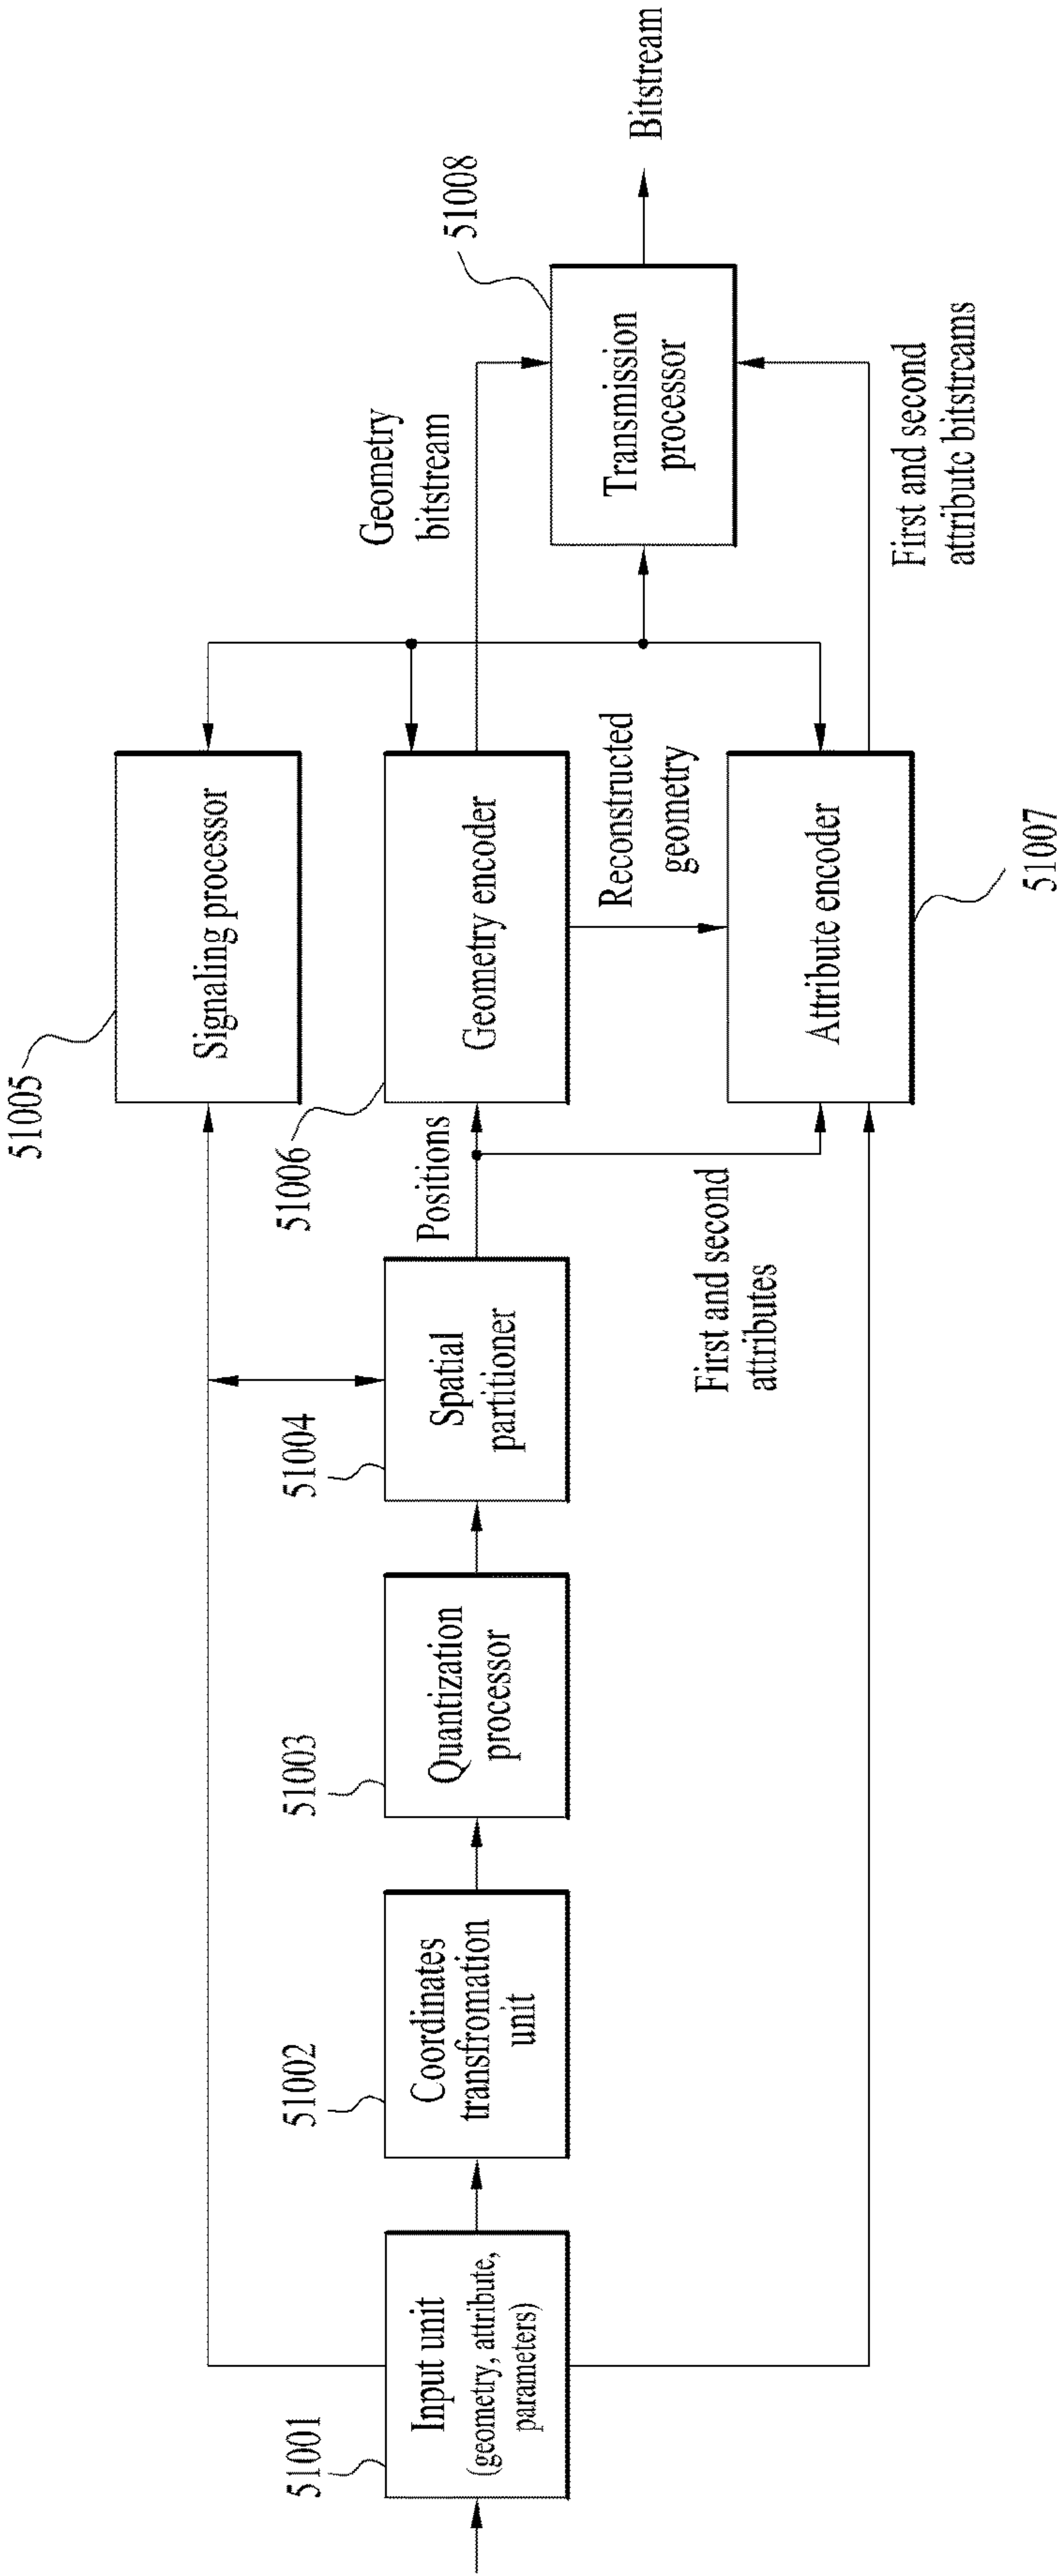 51001
Input unit
(geometry, attribute,
parameters)
51002
Coordinates
transfromation
unit
51003
Quantization
processor
51004
Spatial
partitioner
Positions
First and second
attributes
51005
Signaling processor
51006
Geometry encoder
Reconstructed
geometry
Attribute encoder
51007
Geometry
bitstream
51008
Transmission
processor
First and second
attribute bitstreams
Bitstream